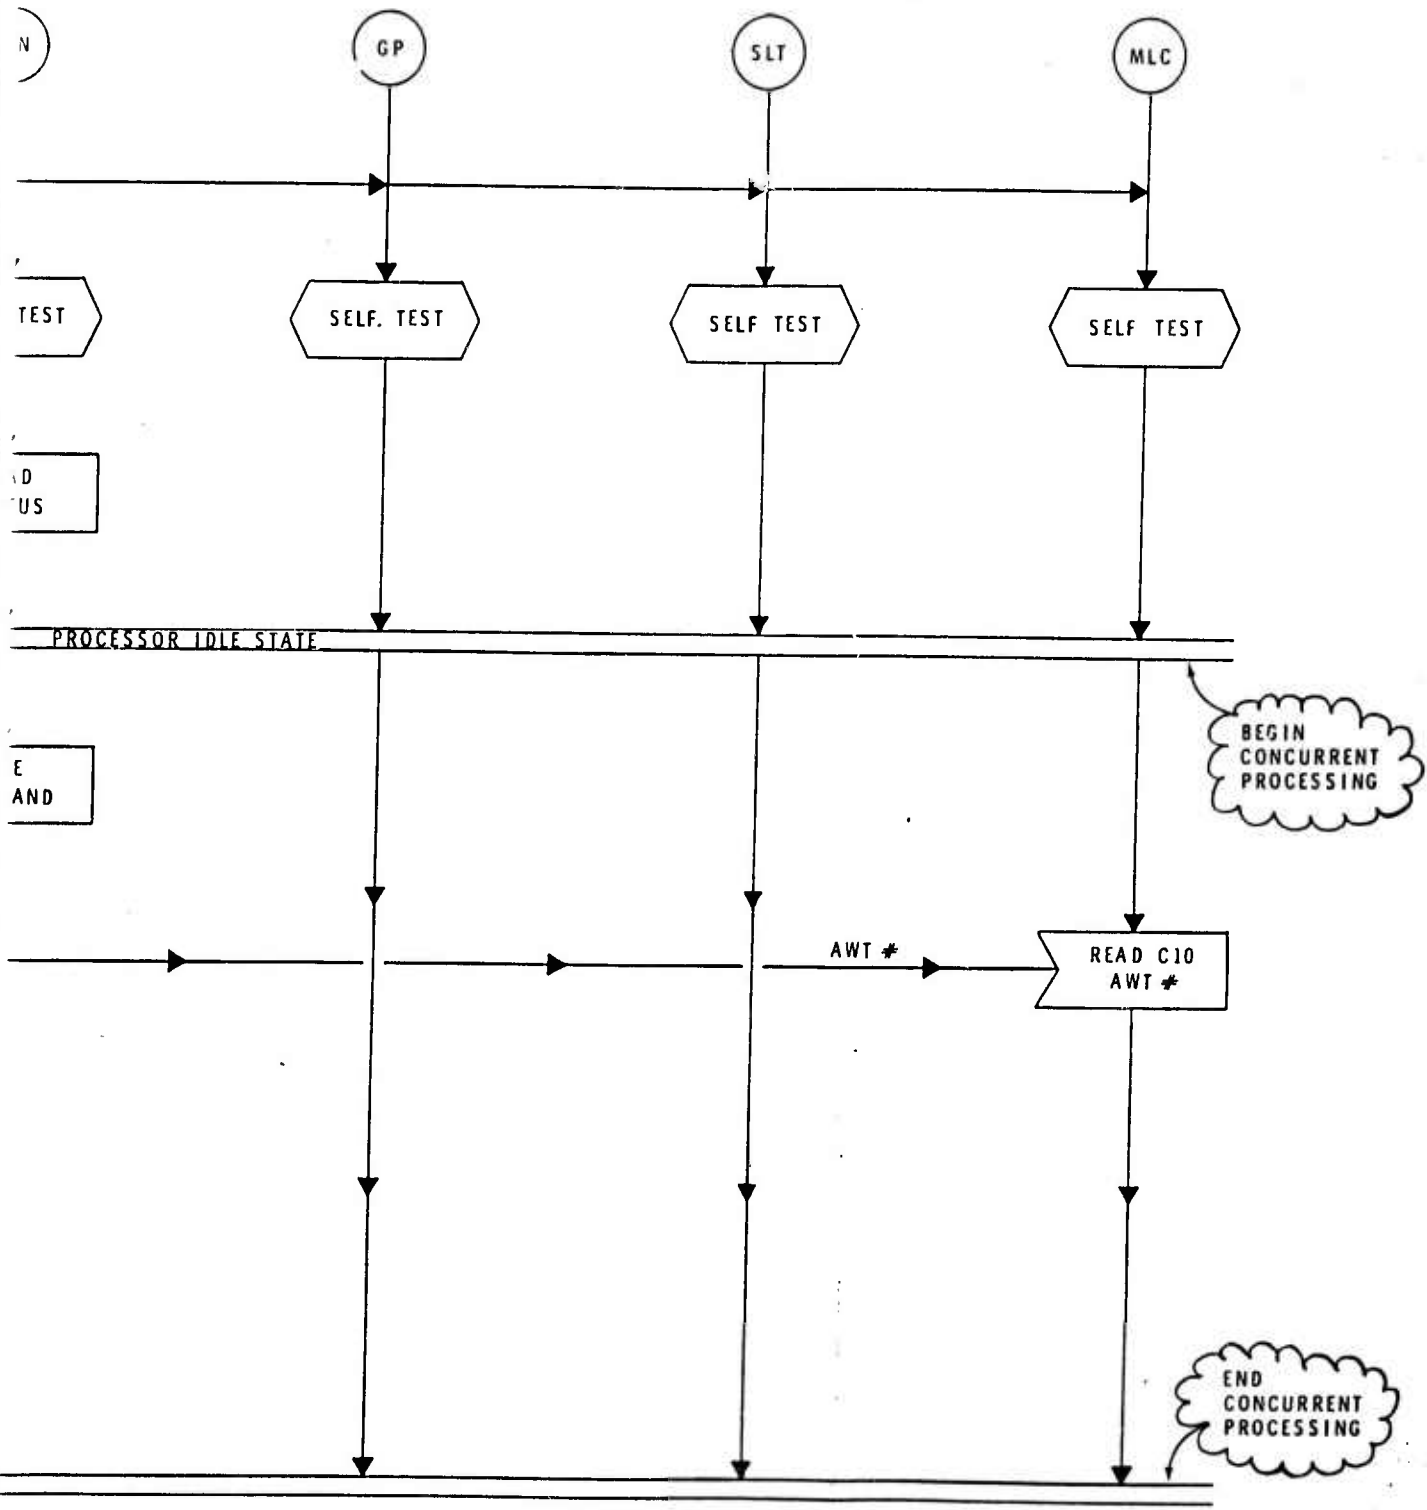 N
GP
SLT
MLC
TEST
SELF. TEST
SELF TEST
SELF TEST
D
US
PROCESSOR IDLE STATE
BEGIN
CONCURRENT
PROCESSING
E
AND
AWT #
READ C10
AWT #
END
CONCURRENT
PROCESSING